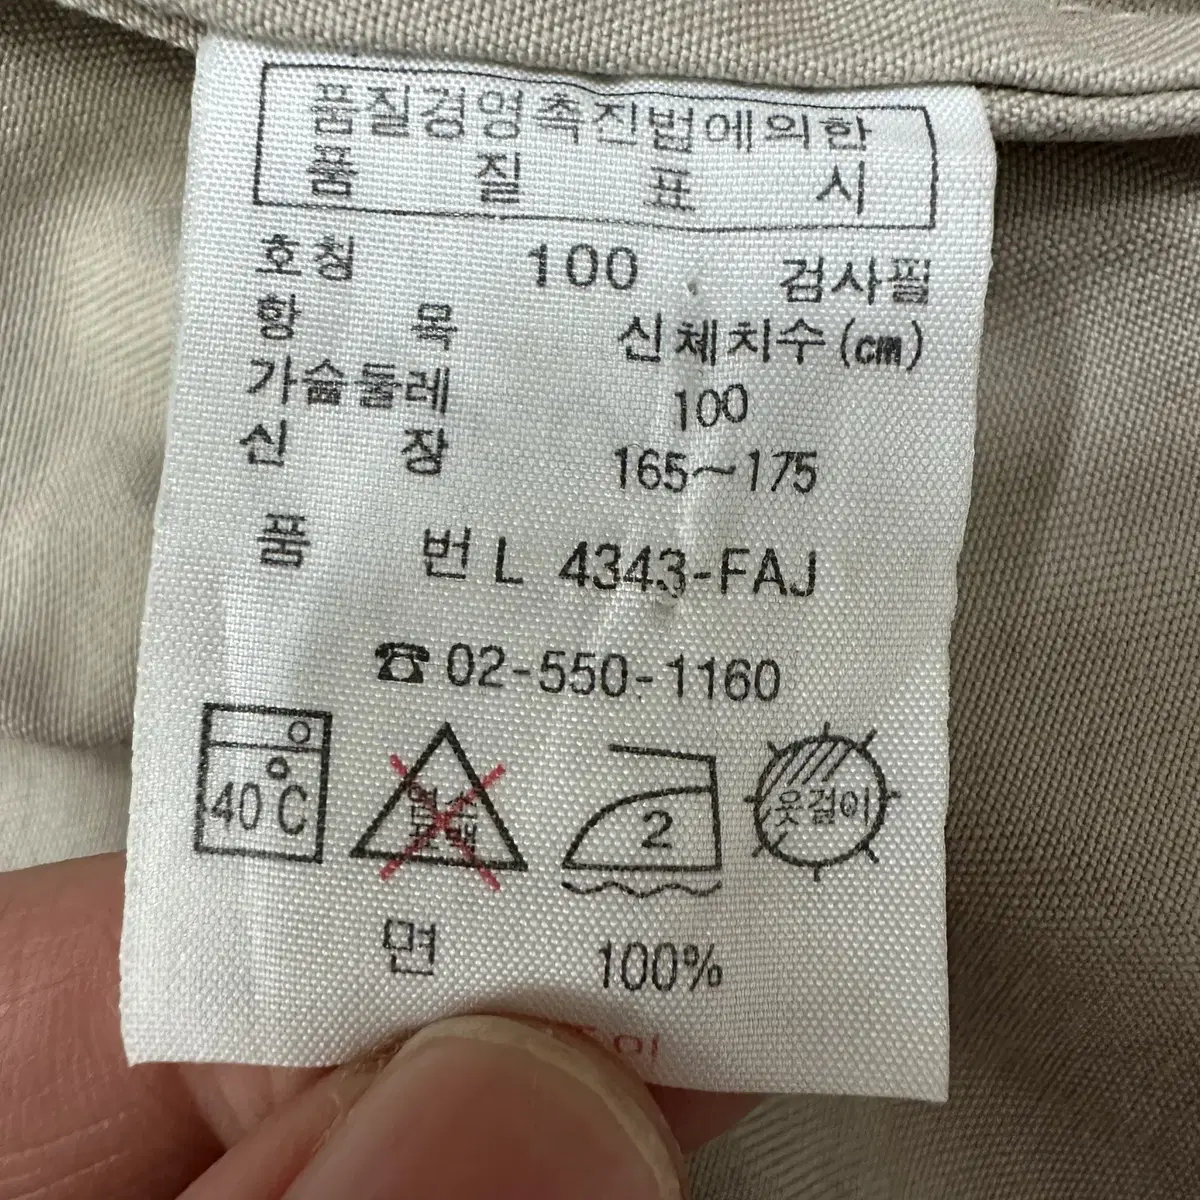 품질경영촉진법에의한
품 질 표 시
호칭 100 검사필
항 목 신체치수(cm)
가슴둘레 100
신 장 165~175
품 번 L 4343-FAJ
☎02-550-1160
40°C
2
옷걸이
면 100%